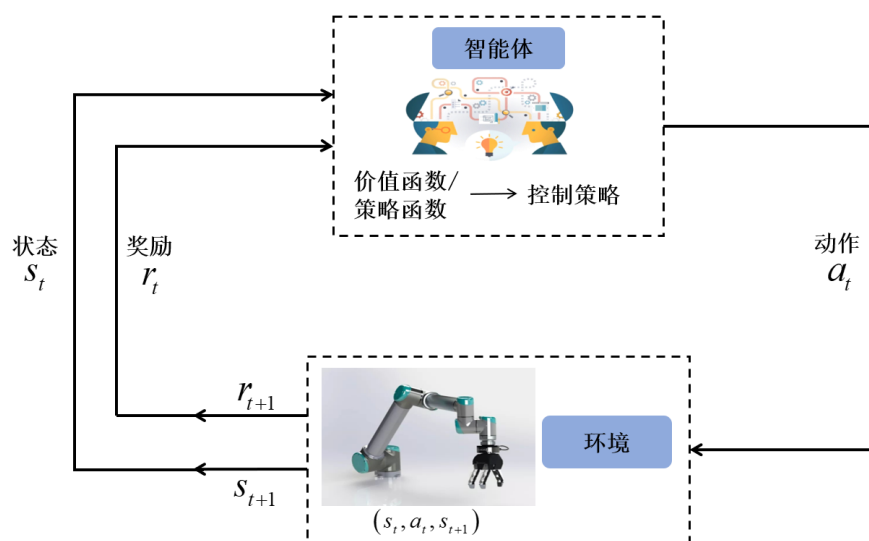 智能体
价值函数/
策略函数
控制策略
状态
s_t
奖励
r_t
动作
a_t
r_{t+1}
环境
s_{t+1}
(s_t, a_t, s_{t+1})